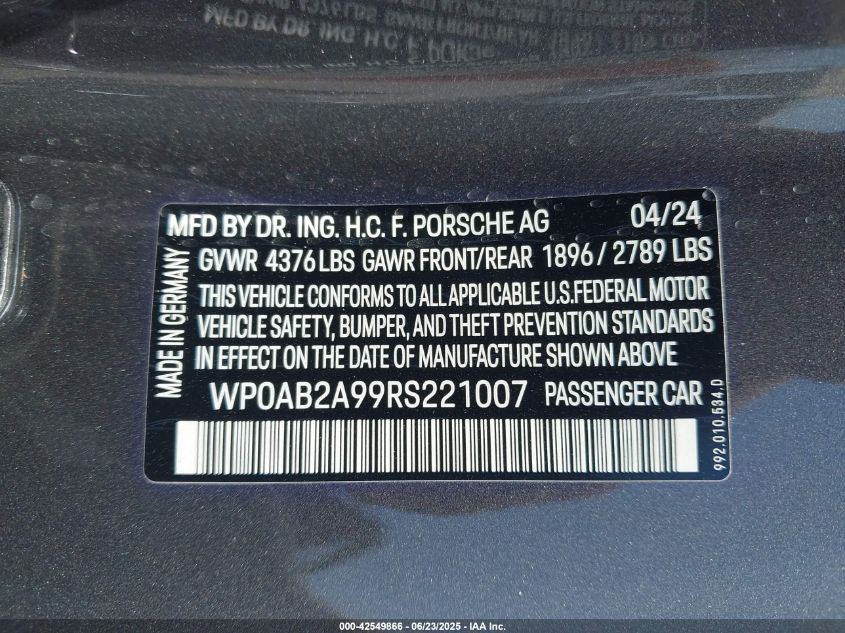 MFD BY DR. ING. H.C. F. PORSCHE AG 04/24
GVWR 4376 LBS GAWR FRONT/REAR 1896 / 2789 LBS
THIS VEHICLE CONFORMS TO ALL APPLICABLE U.S.FEDERAL MOTOR
VEHICLE SAFETY, BUMPER, AND THEFT PREVENTION STANDARDS
IN EFFECT ON THE DATE OF MANUFACTURE SHOWN ABOVE
WP0AB2A99RS221007 PASSENGER CAR
MADE IN GERMANY
992.010.534.D
000-42549866 - 06/23/2025 - IAA Inc.